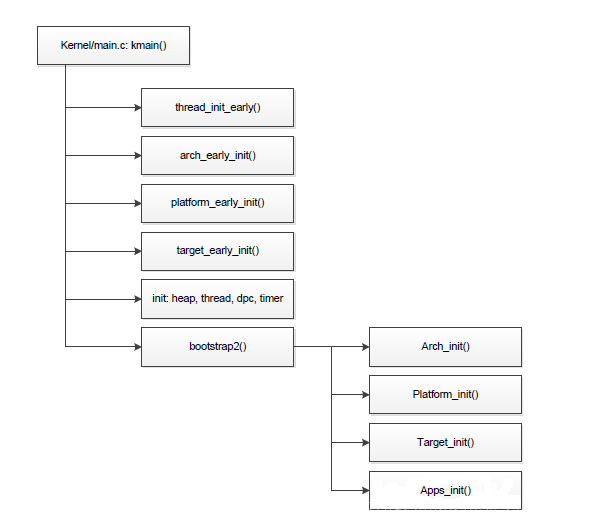 Kernel/main.c: kmain()
thread_init_early()
arch_early_init()
platform_early_init()
target_early_init()
init: heap, thread, dpc, timer
bootstrap2()
Arch_init()
Platform_init()
Target_init()
Apps_init()